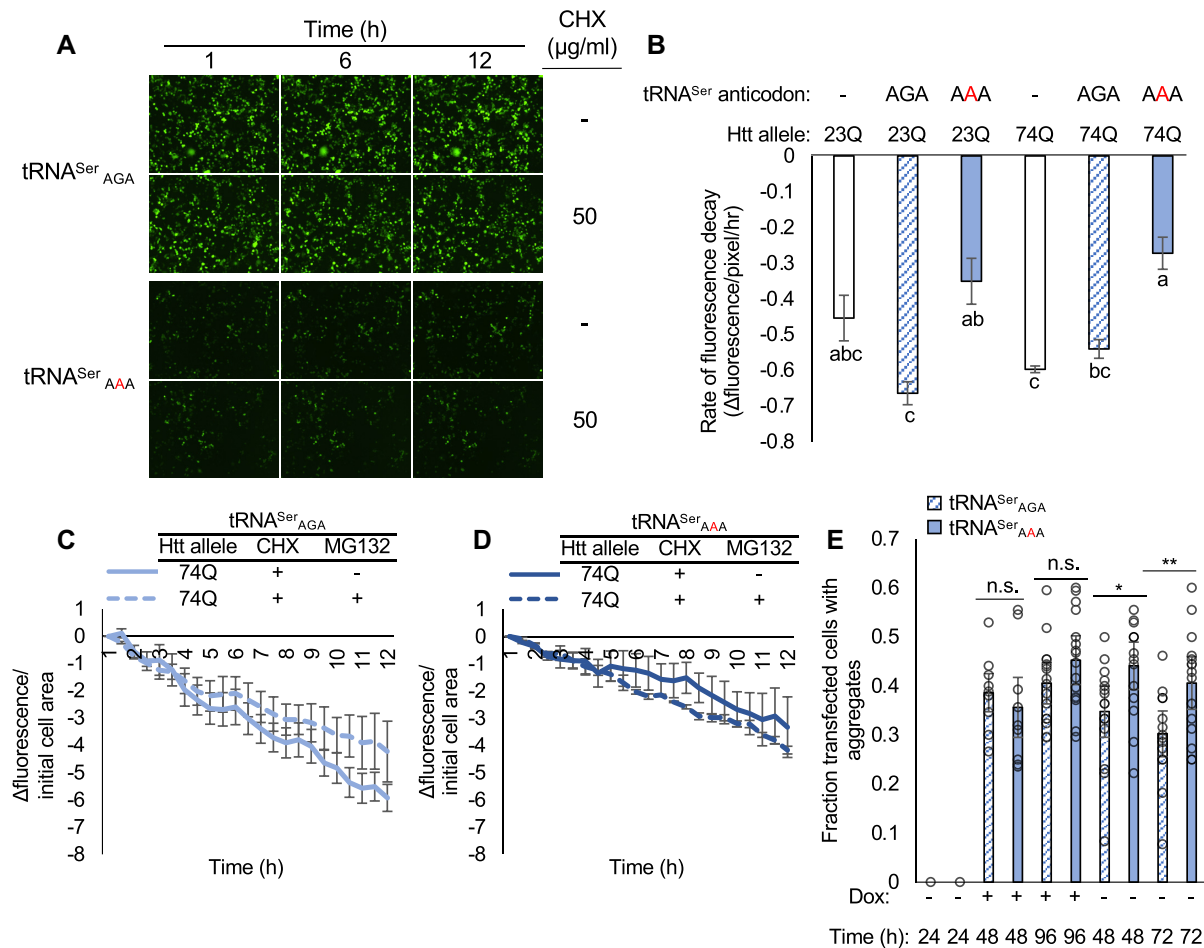 A
Time (h)
1 6 12
CHX
(µg/ml)
tRNASer AGA
-
50
tRNASer AAA
-
50
B
tRNASer anticodon: - AGA AAA - AGA AAA
Htt allele: 23Q 23Q 23Q 74Q 74Q 74Q
Rate of fluorescence decay
(Δfluorescence/pixel/hr)
0
-0.1
-0.2
-0.3
-0.4
-0.5
-0.6
-0.7
-0.8
abc c ab c bc a
C
tRNASerAGA
Htt allele CHX MG132
74Q + -
74Q + +
Δfluorescence/
initial cell area
1
0
-1
-2
-3
-4
-5
-6
-7
-8
1 2 3 4 5 6 7 8 9 10 11 12
Time (h)
D
tRNASerAAA
Htt allele CHX MG132
74Q + -
74Q + +
Δfluorescence/
initial cell area
1
0
-1
-2
-3
-4
-5
-6
-7
-8
1 2 3 4 5 6 7 8 9 10 11 12
Time (h)
E
tRNASerAGA
tRNASerAAA
Fraction transfected cells with
aggregates
0.7
0.6
0.5
0.4
0.3
0.2
0.1
0
n.s. n.s. * **
Dox: - - + + + + - - - -
Time (h): 24 24 48 48 96 96 48 48 72 72